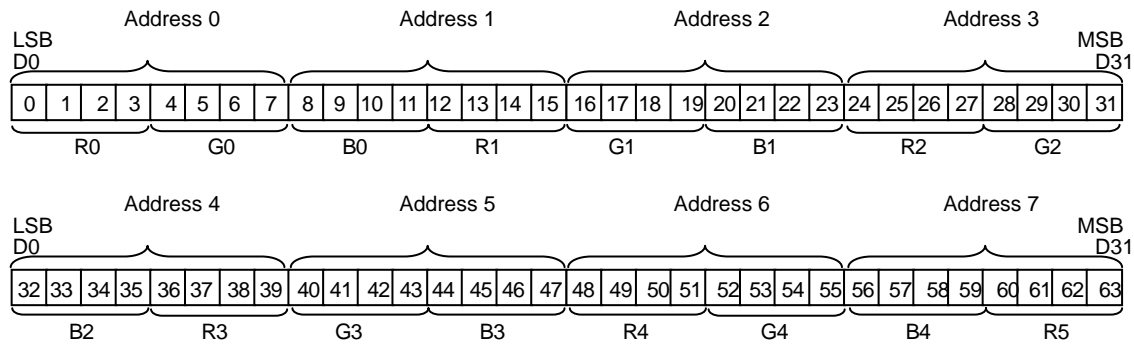 Address 0 Address 1 Address 2 Address 3
LSB MSB
D0 D31
0 1 2 3 4 5 6 7 8 9 10 11 12 13 14 15 16 17 18 19 20 21 22 23 24 25 26 27 28 29 30 31
R0 G0 B0 R1 G1 B1 R2 G2
Address 4 Address 5 Address 6 Address 7
LSB MSB
D0 D31
32 33 34 35 36 37 38 39 40 41 42 43 44 45 46 47 48 49 50 51 52 53 54 55 56 57 58 59 60 61 62 63
B2 R3 G3 B3 R4 G4 B4 R5